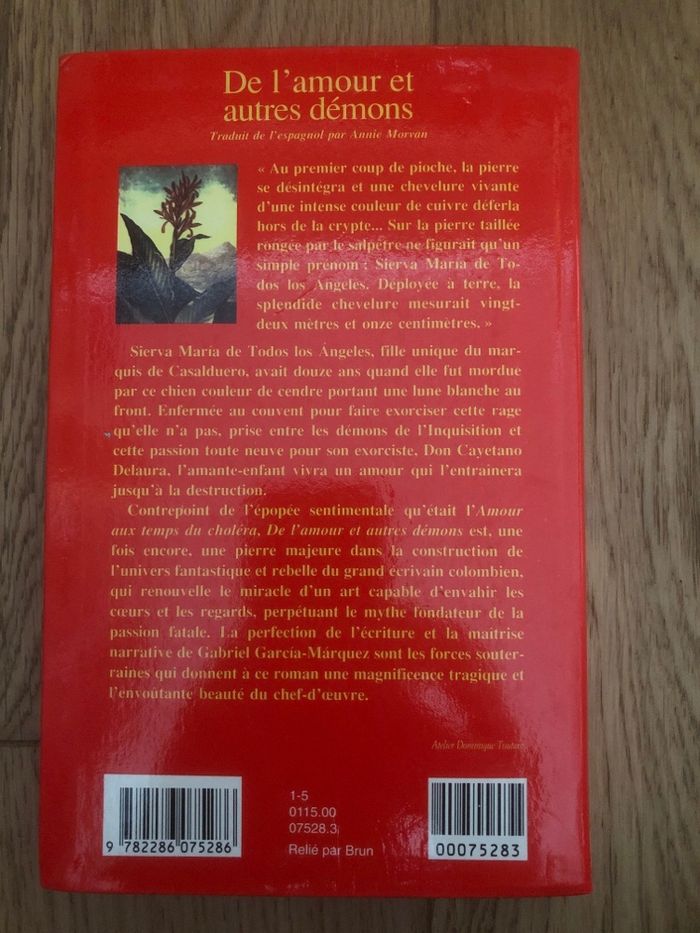 De l'amour et
autres démons
Traduit de l'espagnol par Annie Morvan
« Au premier coup de pioche, la pierre
se désintégra et une chevelure vivante
d'une intense couleur de cuivre déferla
hors de la crypte... Sur la pierre taillée
rongée par le salpêtre ne figurait qu'un
simple prénom : Sierva María de To-
dos los Ángeles. Déployée à terre, la
splendide chevelure mesurait vingt-
deux mètres et onze centimètres. »
Sierva María de Todos los Ángeles, fille unique du mar-
quis de Casalduero, avait douze ans quand elle fut mordue
par ce chien couleur de cendre portant une lune blanche au
front. Enfermée au couvent pour faire exorciser cette rage
qu'elle n'a pas, prise entre les démons de l'Inquisition et
cette passion toute neuve pour son exorciste, Don Cayetano
Delaura, l'amante-enfant vivra un amour qui l'entraînera
jusqu'à la destruction.
Contrepoint de l'épopée sentimentale qu'était l'Amour
aux temps du choléra, De l'amour et autres démons est, une
fois encore, une pierre majeure dans la construction de
l'univers fantastique et rebelle du grand écrivain colombien,
qui renouvelle le miracle d'un art capable d'envahir les
cœurs et les regards, perpétuant le mythe fondateur de la
passion fatale. La perfection de l'écriture et la maîtrise
narrative de Gabriel García-Márquez sont les forces souter-
raines qui donnent à ce roman une magnificence tragique et
l'envoûtante beauté du chef-d'œuvre.
Atelier Dominique Toutain
1-5
0115.00
07528.3
Relié par Brun
9 782286 075286
00075283